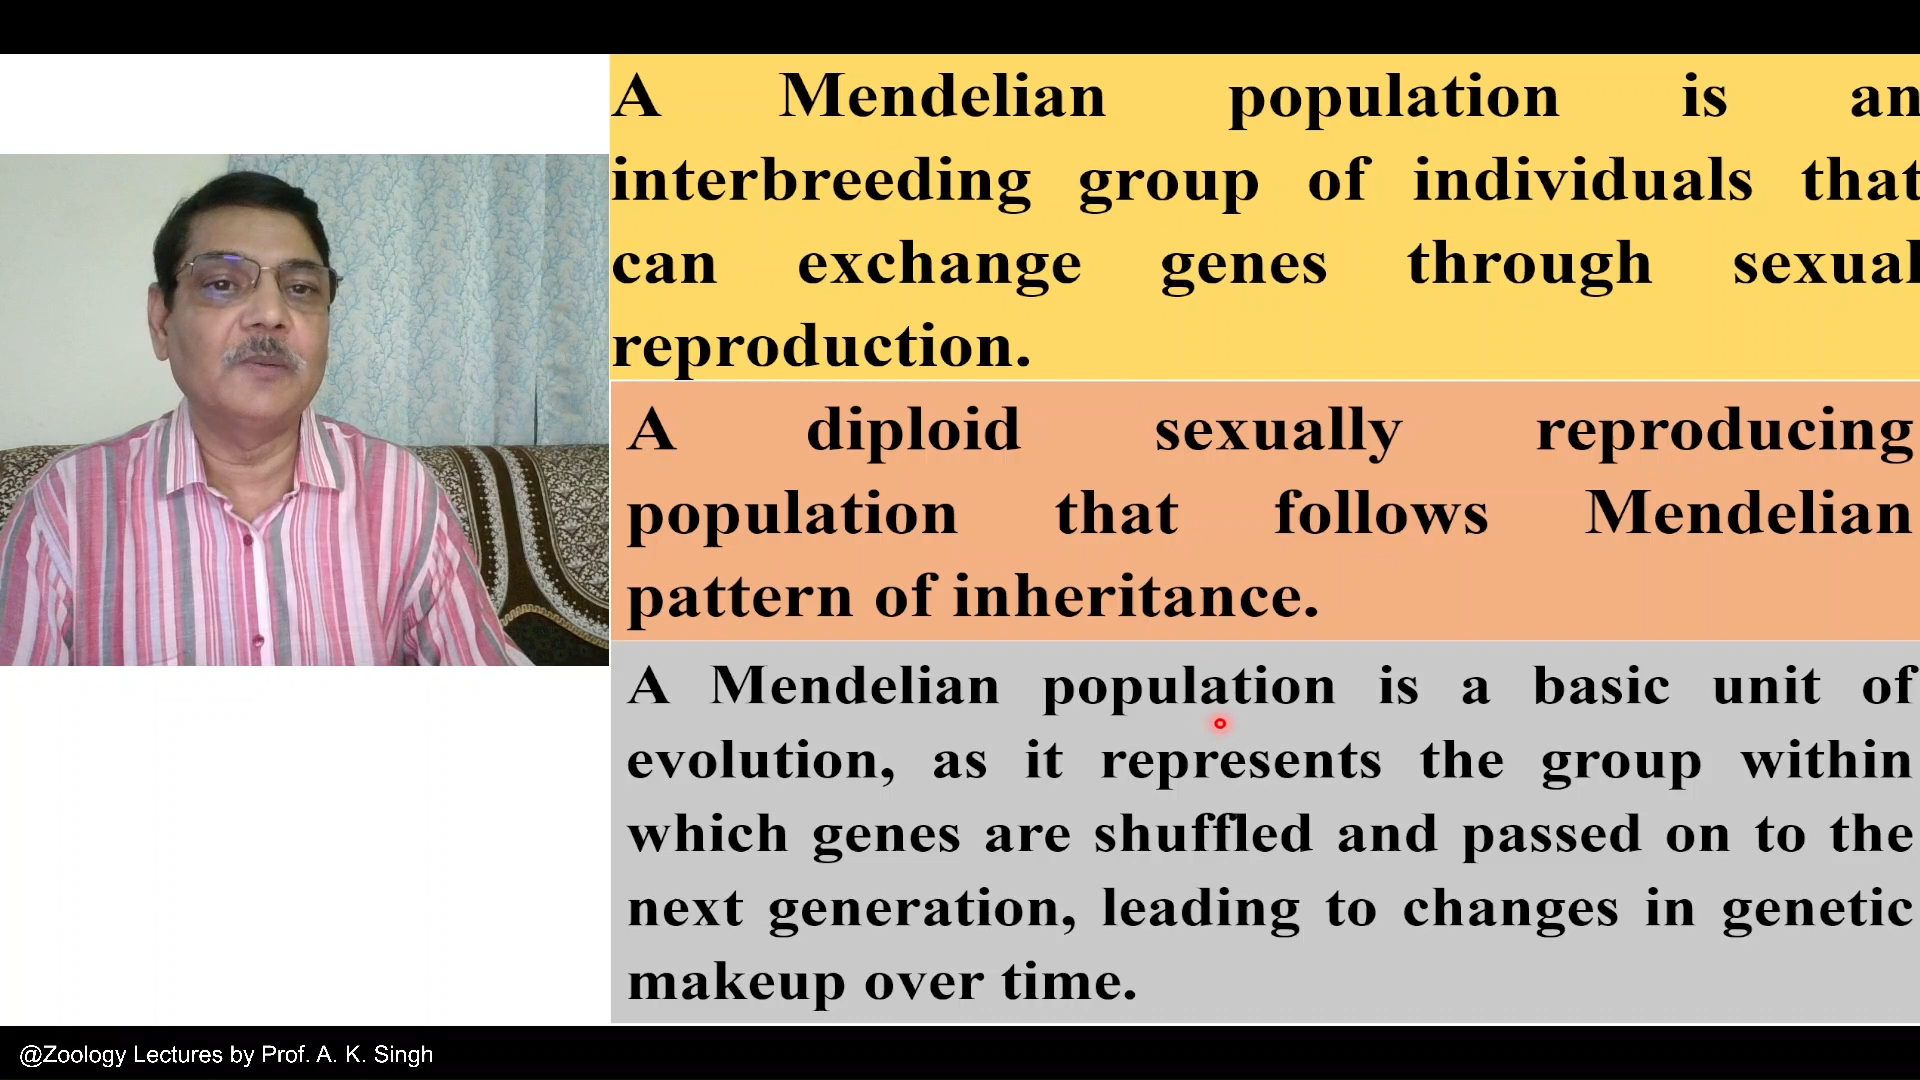 A Mendelian population is an
interbreeding group of individuals that
can exchange genes through sexual
reproduction.
A diploid sexually reproducing
population that follows Mendelian
pattern of inheritance.
A Mendelian population is a basic unit of
evolution, as it represents the group within
which genes are shuffled and passed on to the
next generation, leading to changes in genetic
makeup over time.
@Zoology Lectures by Prof. A. K. Singh